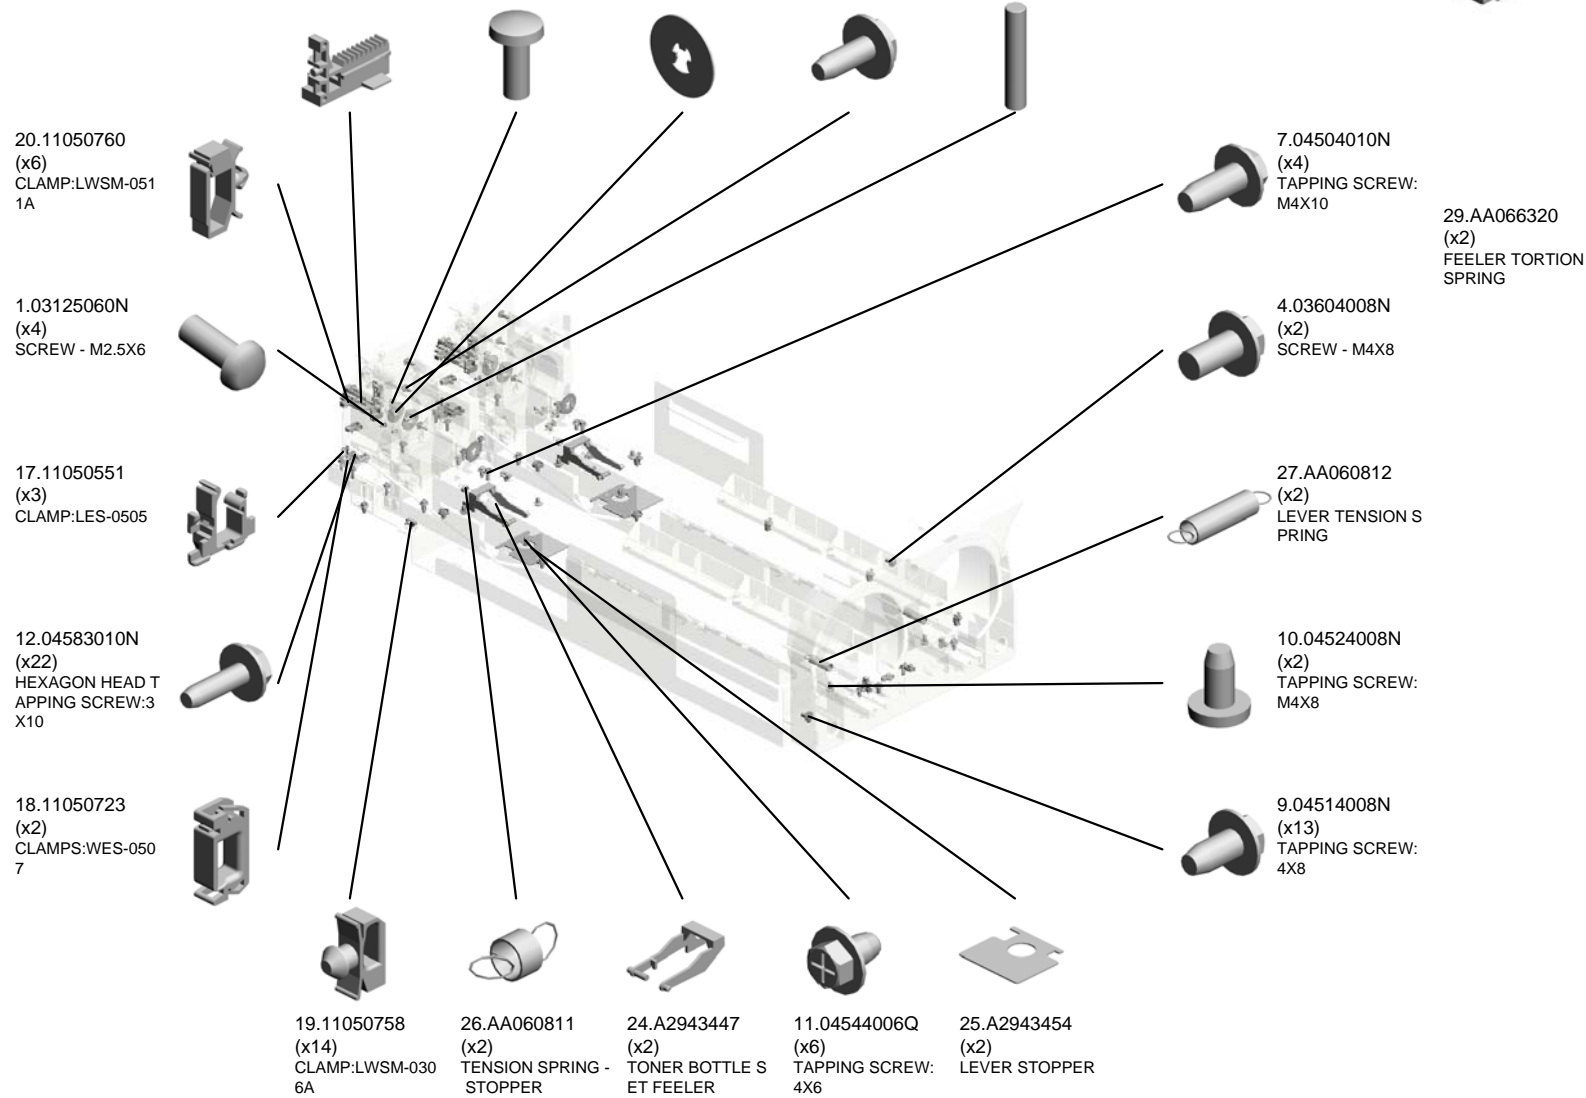 20.11050760
(x6)
CLAMP:LWSM-051
1A
1.03125060N
(x4)
SCREW - M2.5X6
17.11050551
(x3)
CLAMP:LES-0505
12.04583010N
(x22)
HEXAGON HEAD T
APPING SCREW:3
X10
18.11050723
(x2)
CLAMPS:WES-050
7
19.11050758
(x14)
CLAMP:LWSM-030
6A
26.AA060811
(x2)
TENSION SPRING -
STOPPER
24.A2943447
(x2)
TONER BOTTLE S
ET FEELER
11.04544006Q
(x6)
TAPPING SCREW:
4X6
25.A2943454
(x2)
LEVER STOPPER
7.04504010N
(x4)
TAPPING SCREW:
M4X10
4.03604008N
(x2)
SCREW - M4X8
27.AA060812
(x2)
LEVER TENSION S
PRING
10.04524008N
(x2)
TAPPING SCREW:
M4X8
9.04514008N
(x13)
TAPPING SCREW:
4X8
29.AA066320
(x2)
FEELER TORTION
SPRING